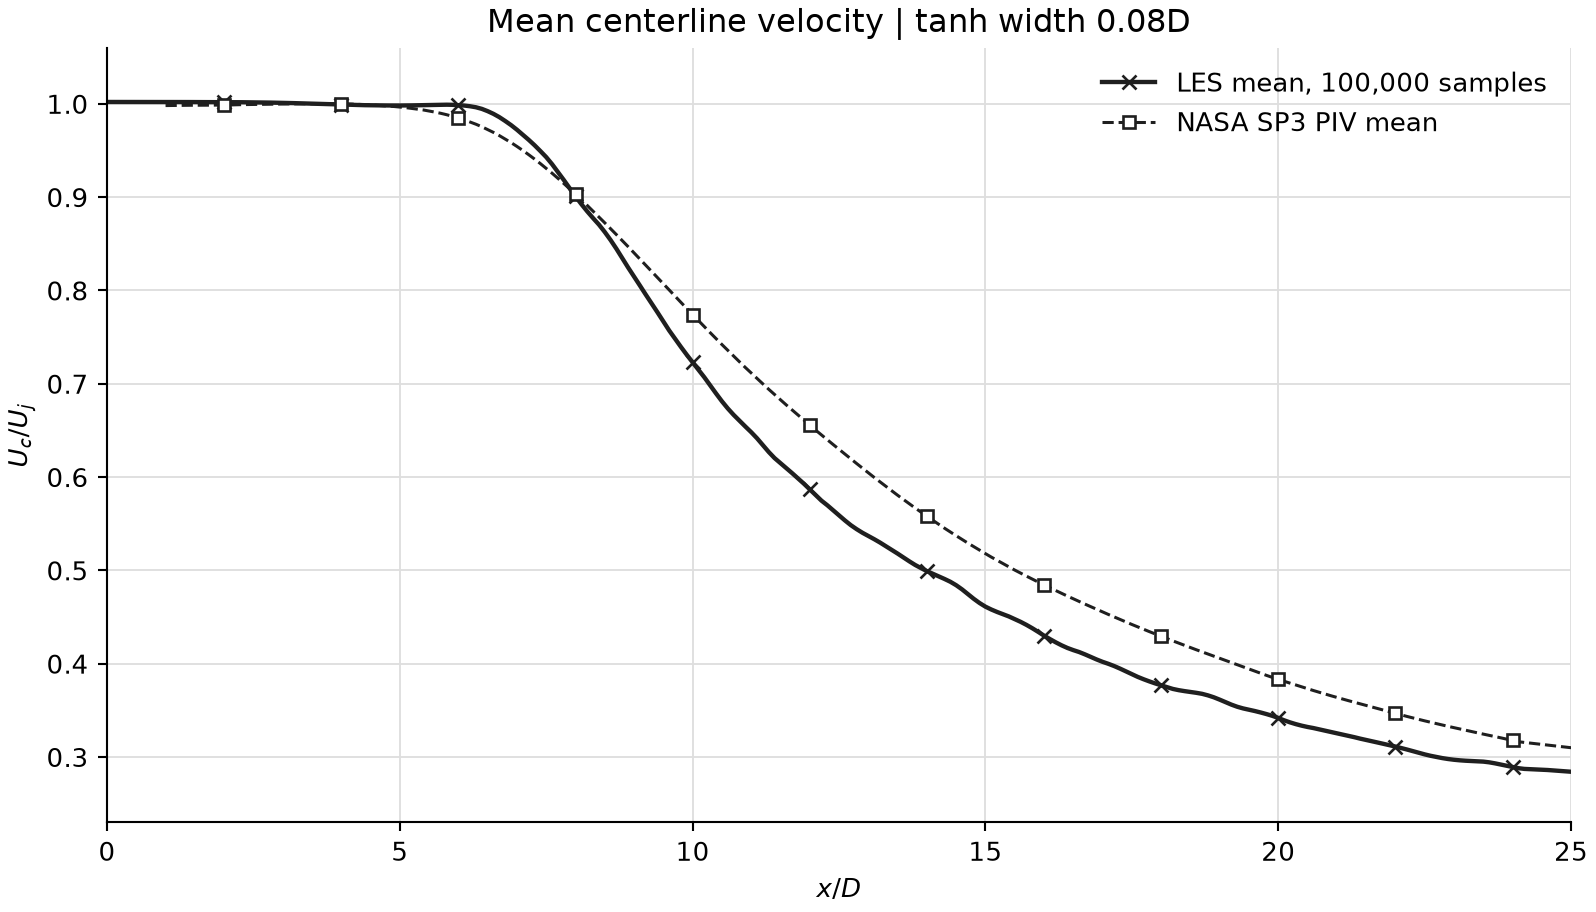 Mean centerline velocity | tanh width 0.08D
LES mean, 100,000 samples
NASA SP3 PIV mean
1.0
0.9
0.8
0.7
0.6
0.5
0.4
0.3
U_c/U_j
0 5 10 15 20 25
x/D